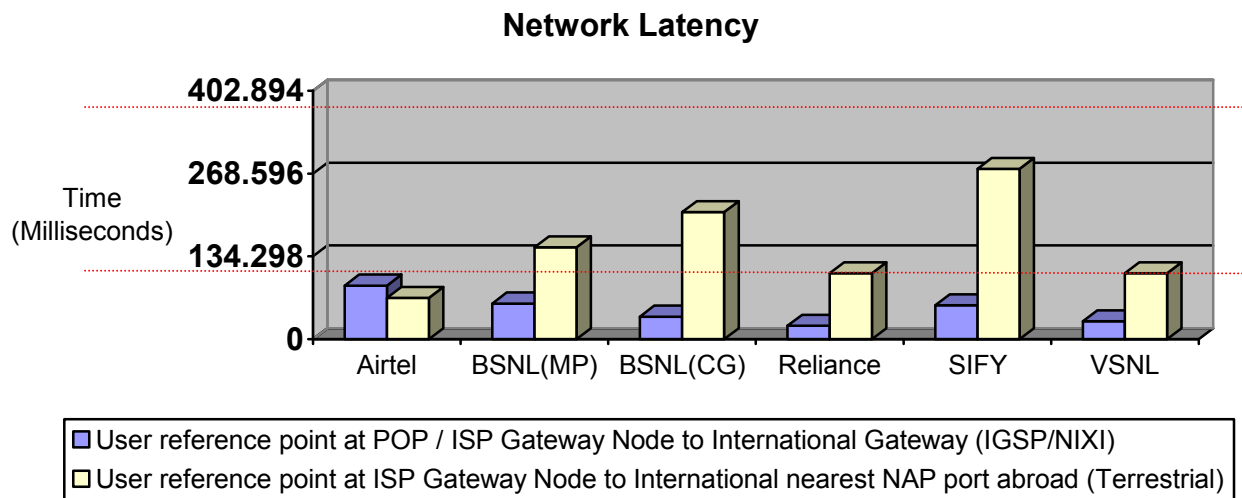 Network Latency
402.894
268.596
134.298
0
Time
(Milliseconds)
Airtel BSNL(MP) BSNL(CG) Reliance SIFY VSNL
User reference point at POP / ISP Gateway Node to International Gateway (IGSP/NIXI)
User reference point at ISP Gateway Node to International nearest NAP port abroad (Terrestrial)